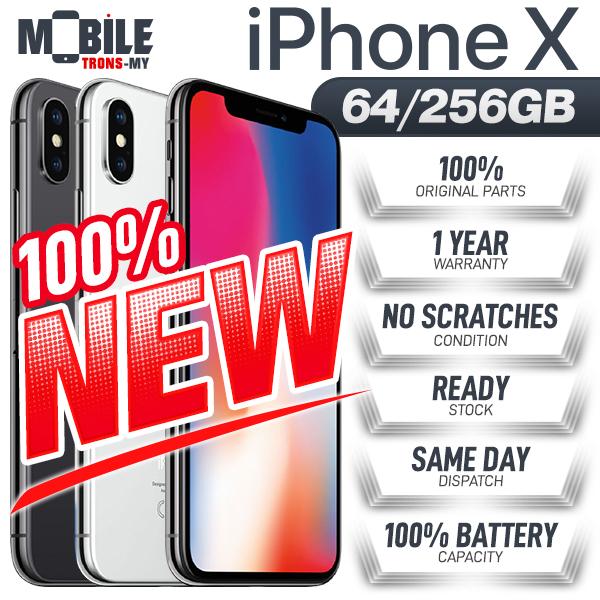 MOBILE
TRONS-MY
iPhone X
64/256GB
100%
ORIGINAL PARTS
1 YEAR
WARRANTY
NO SCRATCHES
CONDITION
READY
STOCK
SAME DAY
DISPATCH
100% BATTERY
CAPACITY
100%
NEW